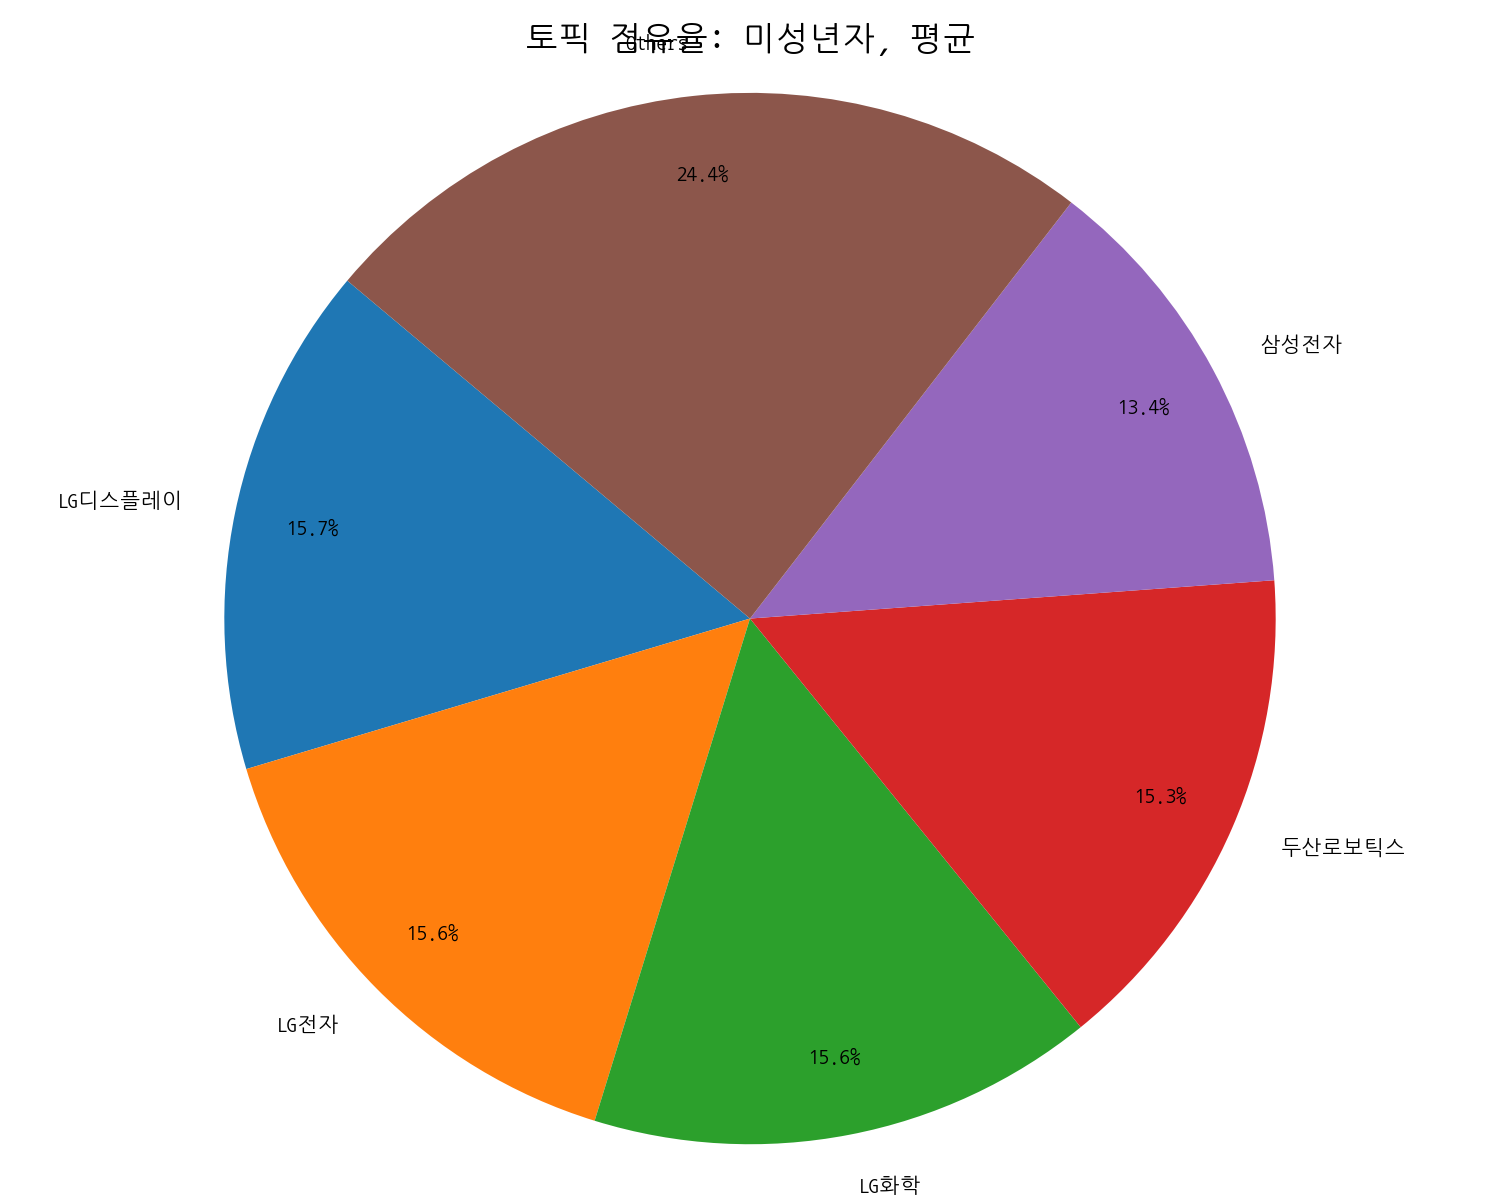 토픽 점유율: 미성년자, 평균
Others
24.4%
삼성전자
13.4%
LG디스플레이
15.7%
15.3%
두산로보틱스
15.6%
LG전자
15.6%
LG화학